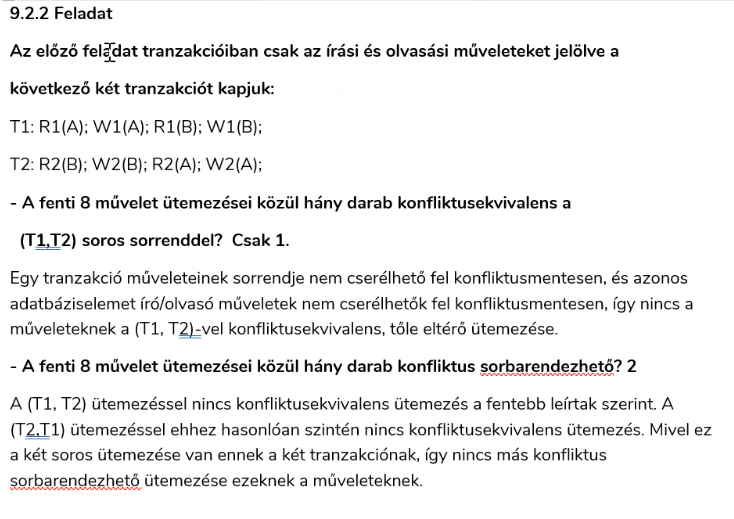 9.2.2 Feladat
Az előző feladat tranzakcióiban csak az írási és olvasási műveleteket jelölve a
következő két tranzakciót kapjuk:
T1: R1(A); W1(A); R1(B); W1(B);
T2: R2(B); W2(B); R2(A); W2(A);
- A fenti 8 művelet ütemezései közül hány darab konfliktusekvivalens a
(T1,T2) soros sorrenddel? Csak 1.
Egy tranzakció műveleteinek sorrendje nem cserélhető fel konfliktusmentesen, és azonos
adatbáziselemet író/olvasó műveletek nem cserélhetők fel konfliktusmentesen, így nincs a
műveleteknek a (T1, T2)-vel konfliktusekvivalens, tőle eltérő ütemezése.
- A fenti 8 művelet ütemezései közül hány darab konfliktus sorbarendezhető? 2
A (T1, T2) ütemezéssel nincs konfliktusekvivalens ütemezés a fentebb leírtak szerint. A
(T2,T1) ütemezéssel ehhez hasonlóan szintén nincs konfliktusekvivalens ütemezés. Mivel ez
a két soros ütemezése van ennek a két tranzakciónak, így nincs más konfliktus
sorbarendezhető ütemezése ezeknek a műveleteknek.